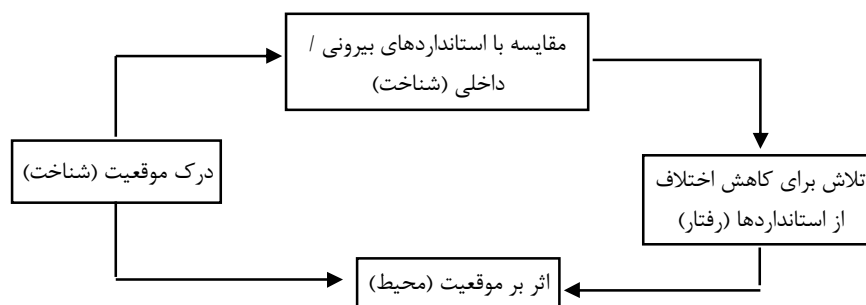 مقایسه با استانداردهای بیرونی /
داخلی (شناخت)
درک موقعیت (شناخت)
تلاش برای کاهش اختلاف
از استانداردها (رفتار)
اثر بر موقعیت (محیط)